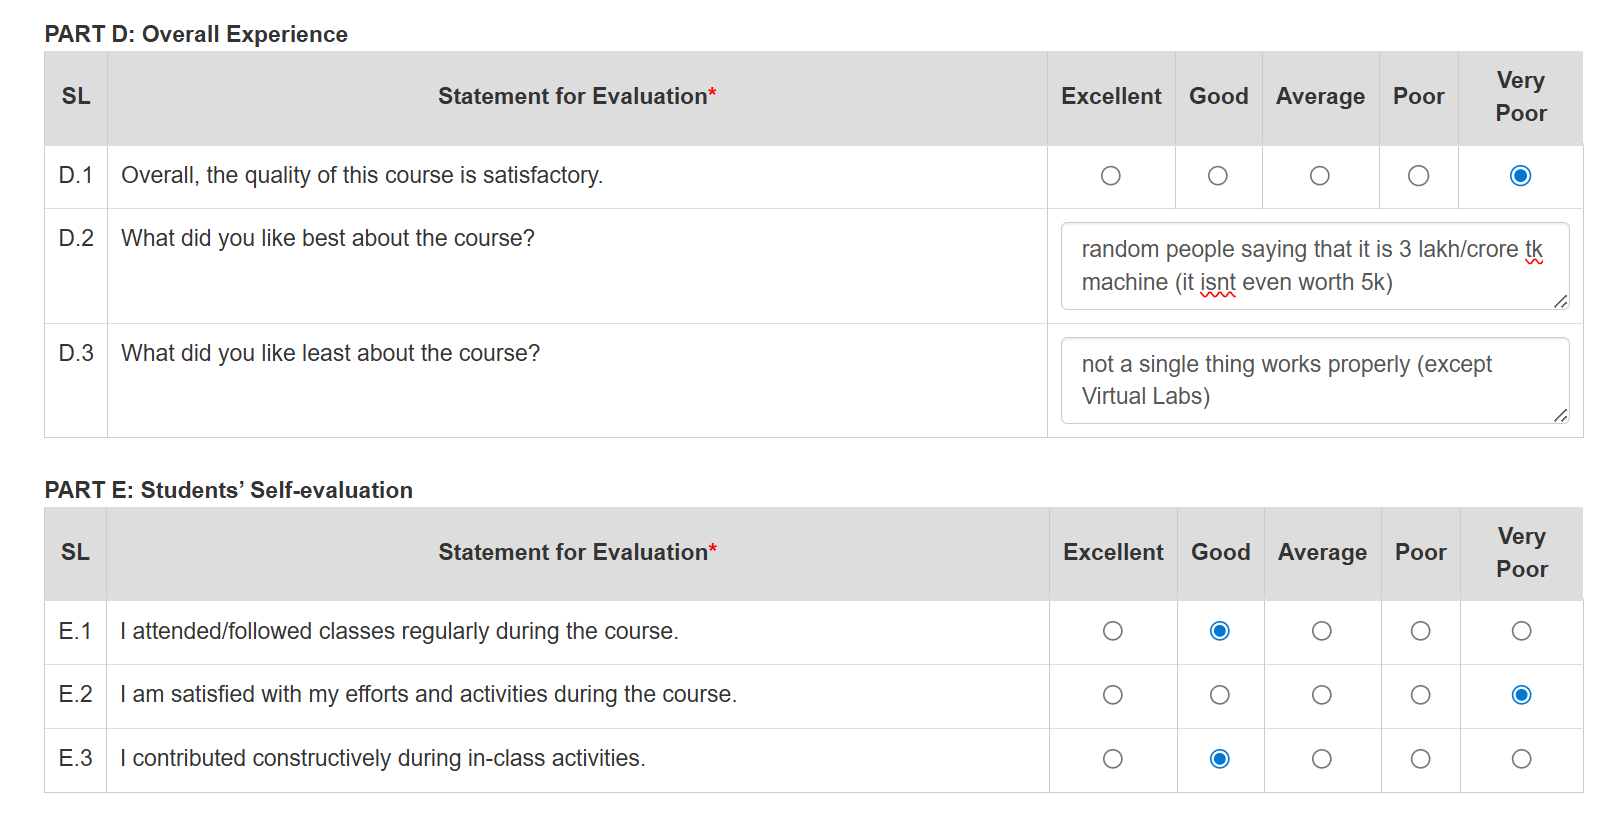 PART D: Overall Experience
SL Statement for Evaluation* Excellent Good Average Poor Very Poor
D.1 Overall, the quality of this course is satisfactory.
D.2 What did you like best about the course? random people saying that it is 3 lakh/crore tk
machine (it isnt even worth 5k)
D.3 What did you like least about the course? not a single thing works properly (except
Virtual Labs)
PART E: Students’ Self-evaluation
SL Statement for Evaluation* Excellent Good Average Poor Very Poor
E.1 I attended/followed classes regularly during the course.
E.2 I am satisfied with my efforts and activities during the course.
E.3 I contributed constructively during in-class activities.